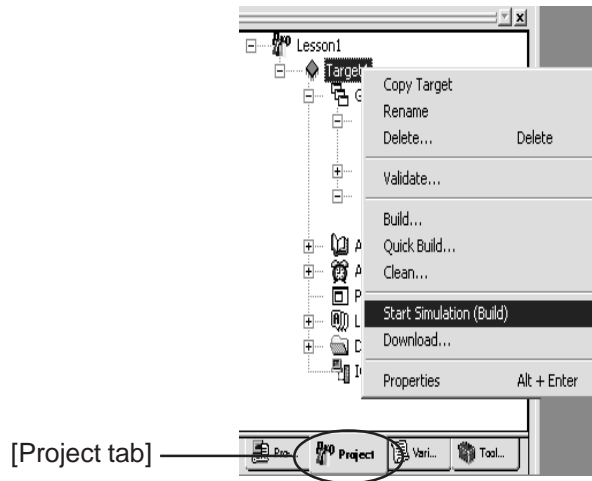 Lesson1
Target1
Copy Target
Rename
Delete... Delete
Validate...
Build...
Quick Build...
Clean...
Start Simulation (Build)
Download...
Properties Alt + Enter
[Project tab]
Project
Vari...
Tool...